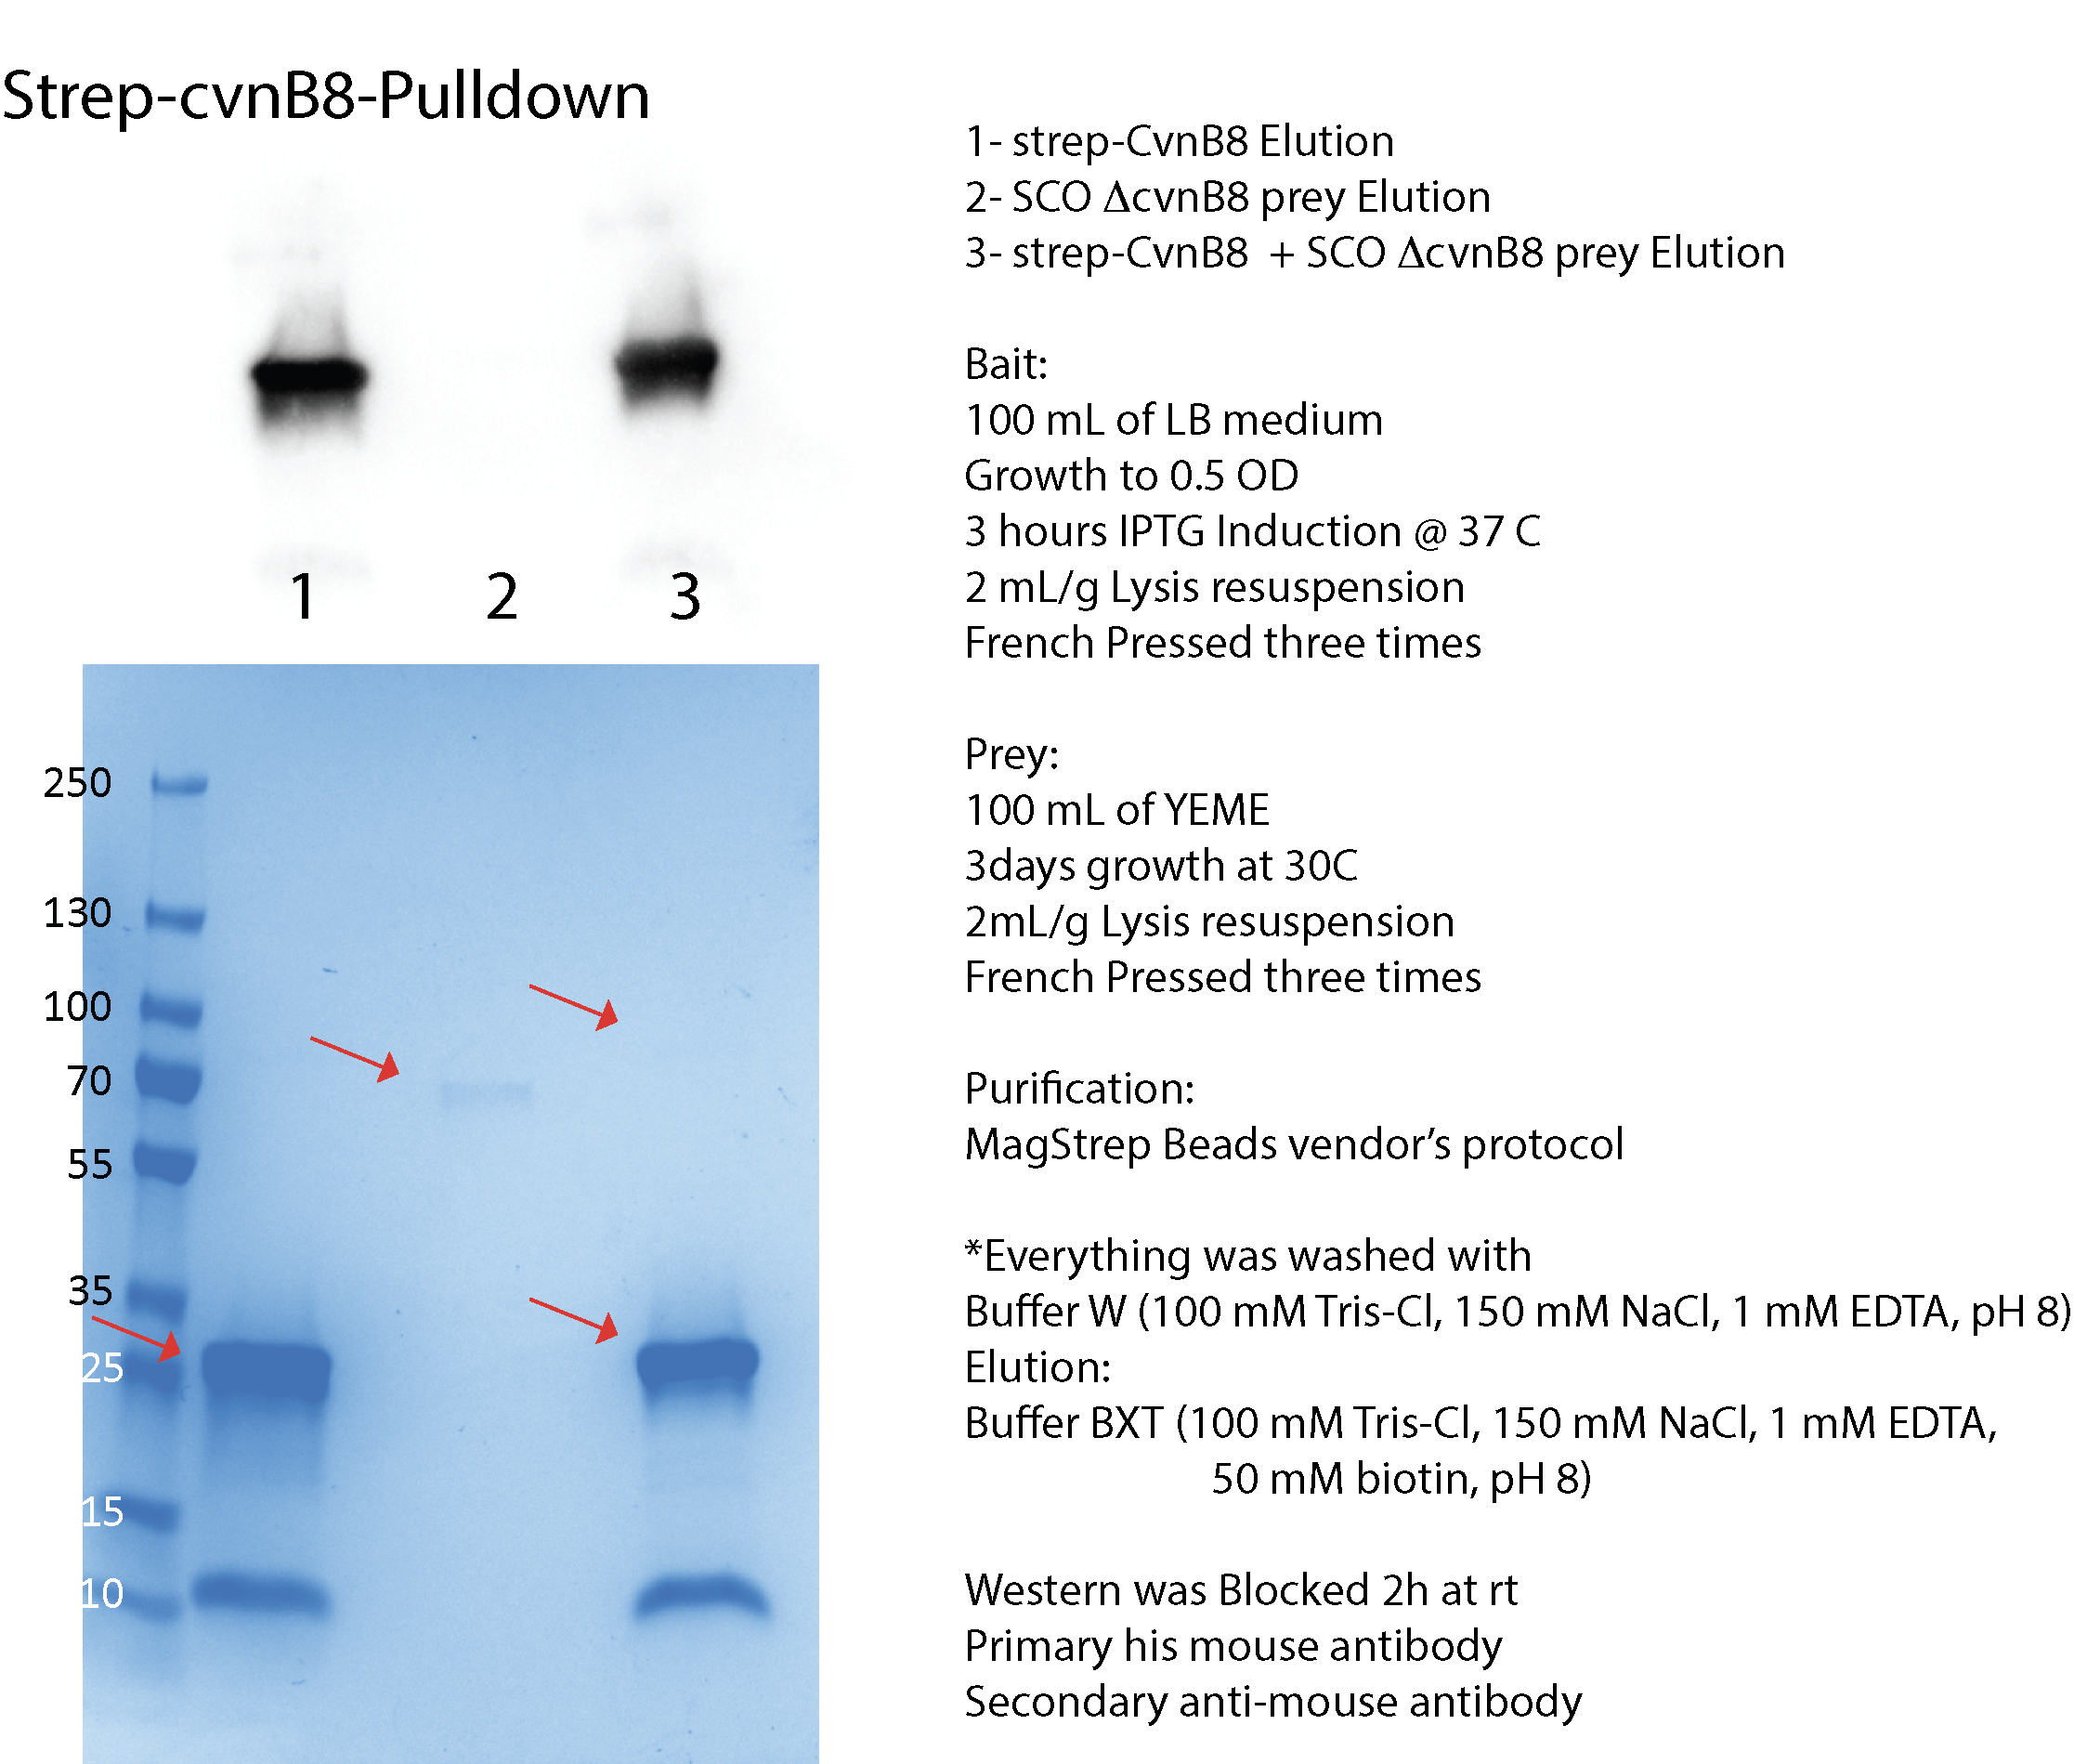 Strep-cvnB8-Pulldown
1 2 3
250
130
100
70
55
35
25
15
10
1- strep-CvnB8 Elution
2- SCO ΔcvnB8 prey Elution
3- strep-CvnB8 + SCO ΔcvnB8 prey Elution
Bait:
100 mL of LB medium
Growth to 0.5 OD
3 hours IPTG Induction @ 37 C
2 mL/g Lysis resuspension
French Pressed three times
Prey:
100 mL of YEME
3days growth at 30C
2mL/g Lysis resuspension
French Pressed three times
Purification:
MagStrep Beads vendor’s protocol
*Everything was washed with
Buffer W (100 mM Tris-Cl, 150 mM NaCl, 1 mM EDTA, pH 8)
Elution:
Buffer BXT (100 mM Tris-Cl, 150 mM NaCl, 1 mM EDTA,
50 mM biotin, pH 8)
Western was Blocked 2h at rt
Primary his mouse antibody
Secondary anti-mouse antibody